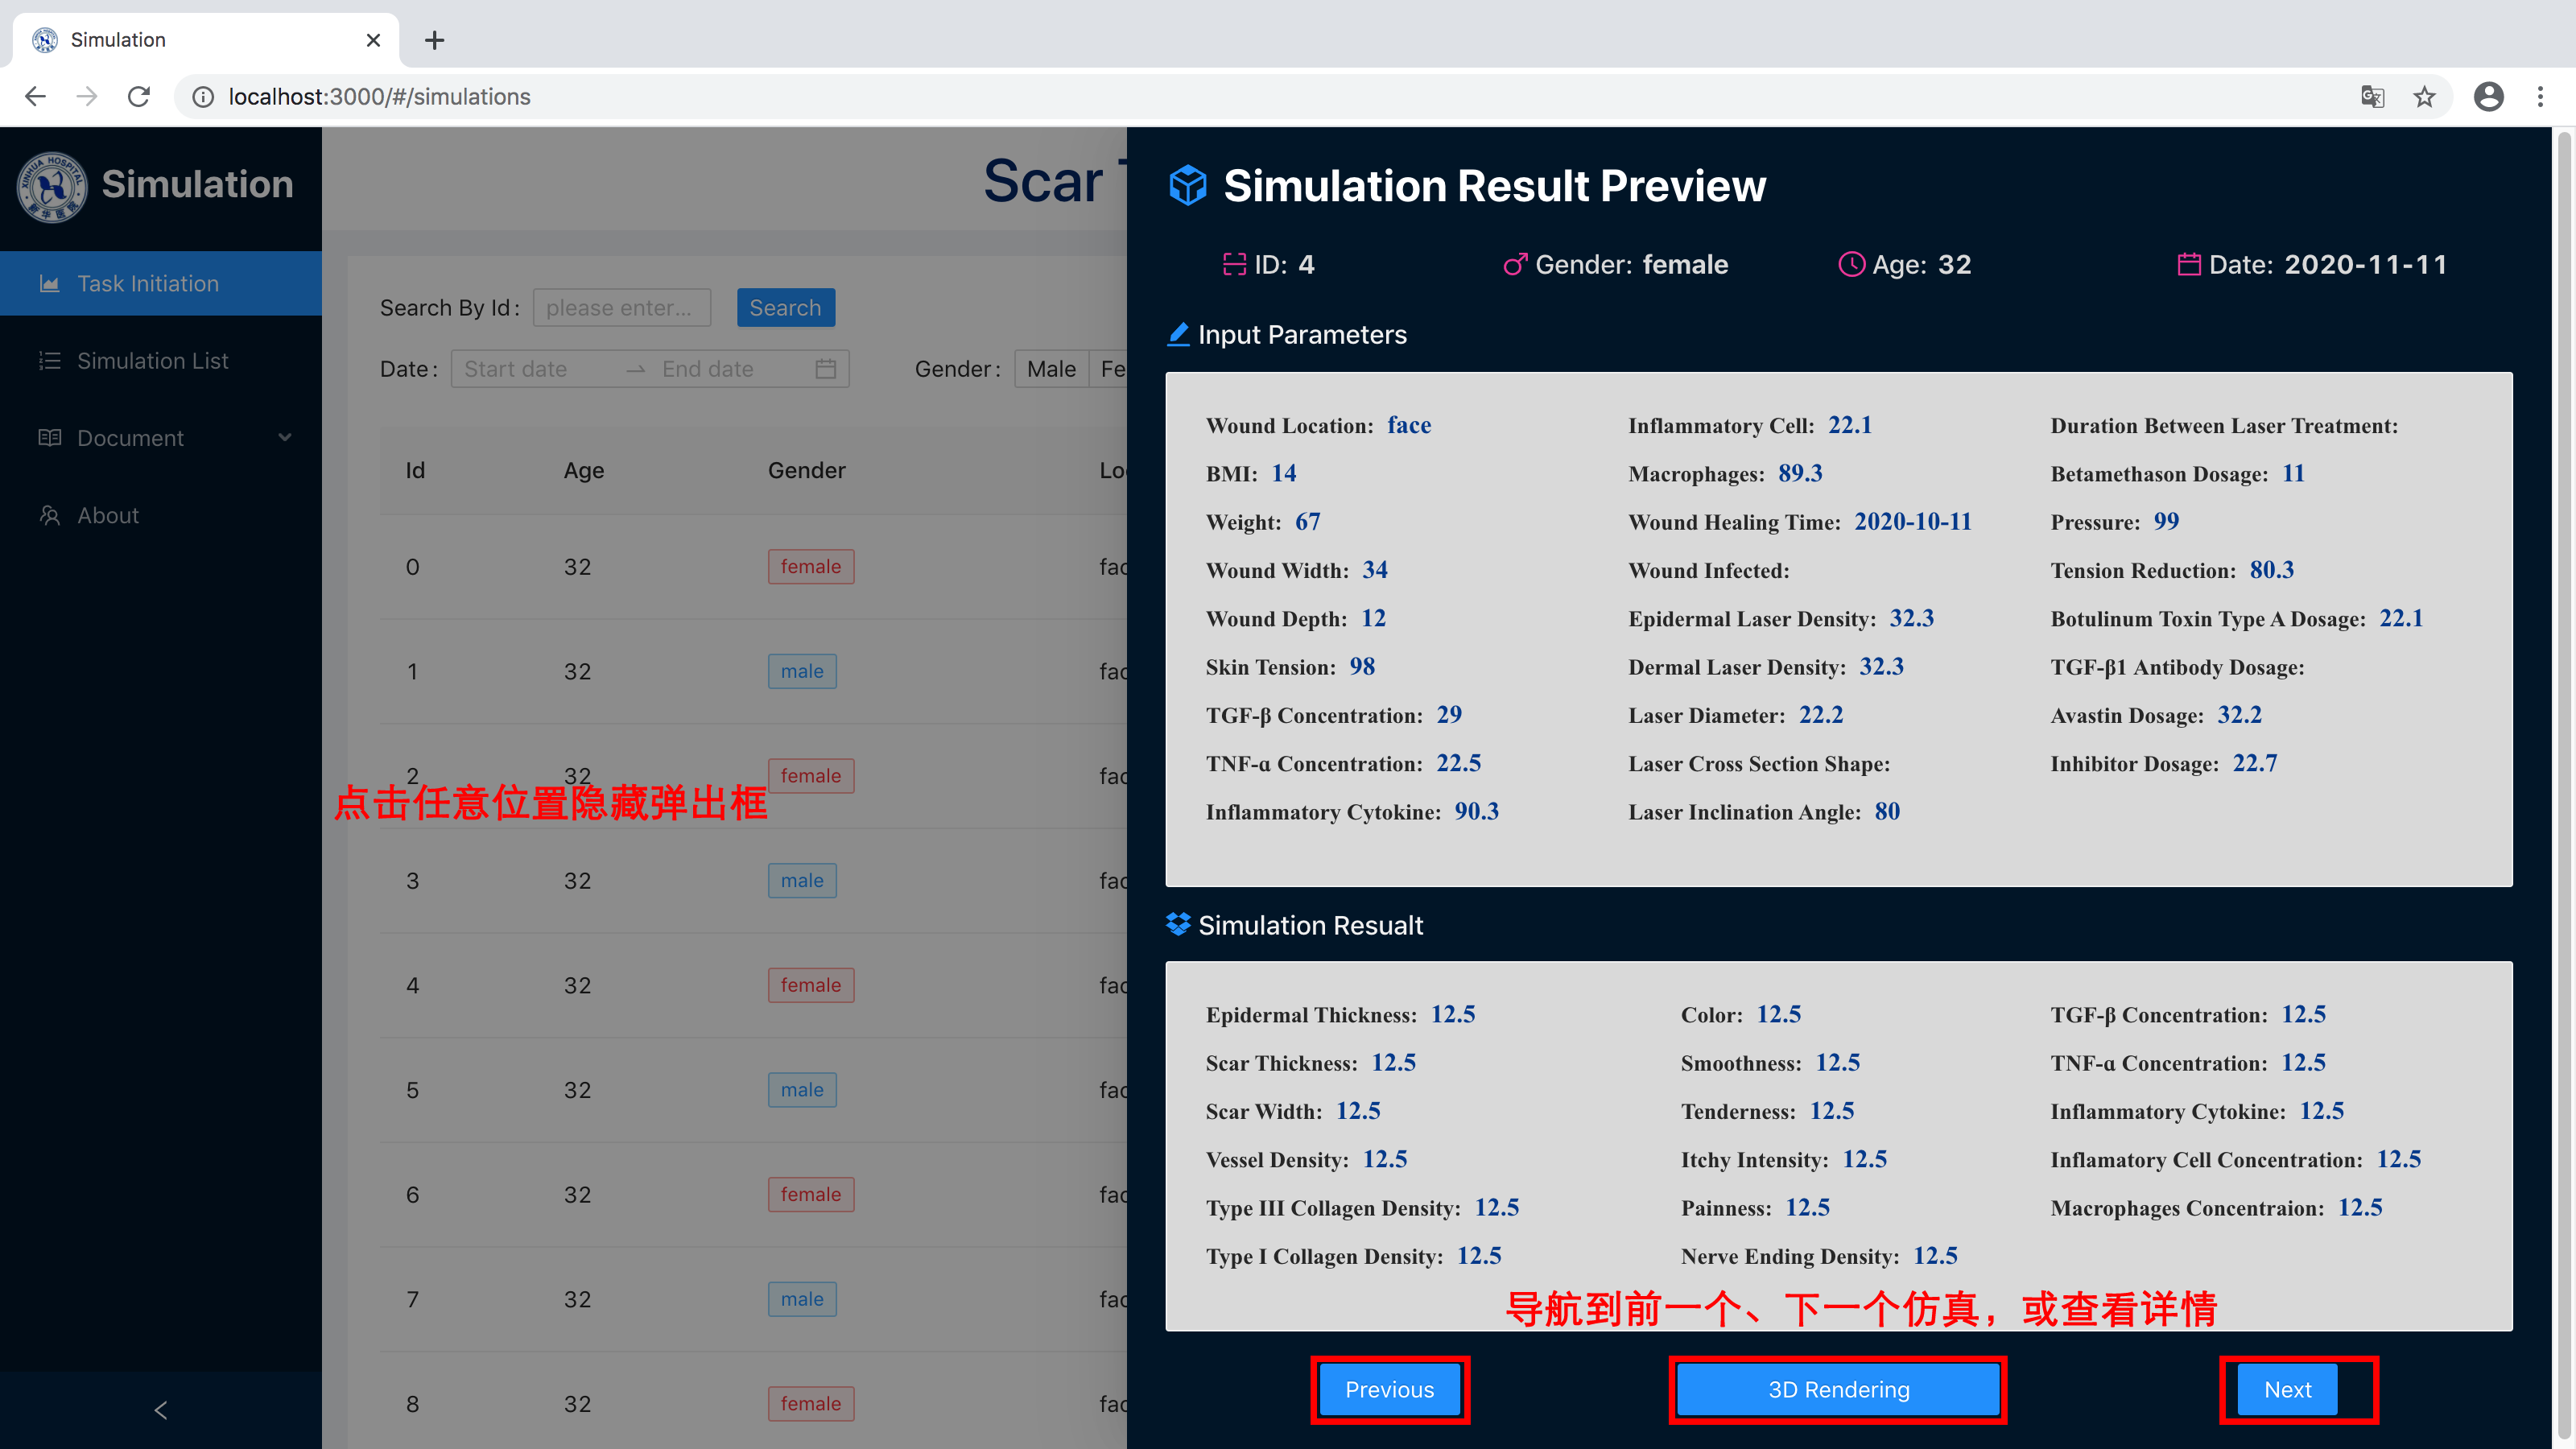 Simulation
localhost:3000/#/simulations
XINHUA HOSPITAL
新华医院
Simulation
Task Initiation
Simulation List
Document
About
Scar
Search By Id: please enter... Search
Date: Start date End date Gender: Male Fe
Id Age Gender Lo
0 32 female fac
1 32 male fac
2 32 female fac
点击任意位置隐藏弹出框
3 32 male fac
4 32 female fac
5 32 male fac
6 32 female fac
7 32 male fac
8 32 female fac
Simulation Result Preview
ID: 4 Gender: female Age: 32 Date: 2020-11-11
Input Parameters
Wound Location: face Inflammatory Cell: 22.1 Duration Between Laser Treatment:
BMI: 14 Macrophages: 89.3 Betamethason Dosage: 11
Weight: 67 Wound Healing Time: 2020-10-11 Pressure: 99
Wound Width: 34 Wound Infected: Tension Reduction: 80.3
Wound Depth: 12 Epidermal Laser Density: 32.3 Botulinum Toxin Type A Dosage: 22.1
Skin Tension: 98 Dermal Laser Density: 32.3 TGF-β1 Antibody Dosage:
TGF-β Concentration: 29 Laser Diameter: 22.2 Avastin Dosage: 32.2
TNF-α Concentration: 22.5 Laser Cross Section Shape: Inhibitor Dosage: 22.7
Inflammatory Cytokine: 90.3 Laser Inclination Angle: 80
Simulation Resualt
Epidermal Thickness: 12.5 Color: 12.5 TGF-β Concentration: 12.5
Scar Thickness: 12.5 Smoothness: 12.5 TNF-α Concentration: 12.5
Scar Width: 12.5 Tenderness: 12.5 Inflammatory Cytokine: 12.5
Vessel Density: 12.5 Itchy Intensity: 12.5 Inflamatory Cell Concentration: 12.5
Type III Collagen Density: 12.5 Painness: 12.5 Macrophages Concentraion: 12.5
Type I Collagen Density: 12.5 Nerve Ending Density: 12.5
导航到前一个、下一个仿真，或查看详情
Previous 3D Rendering Next